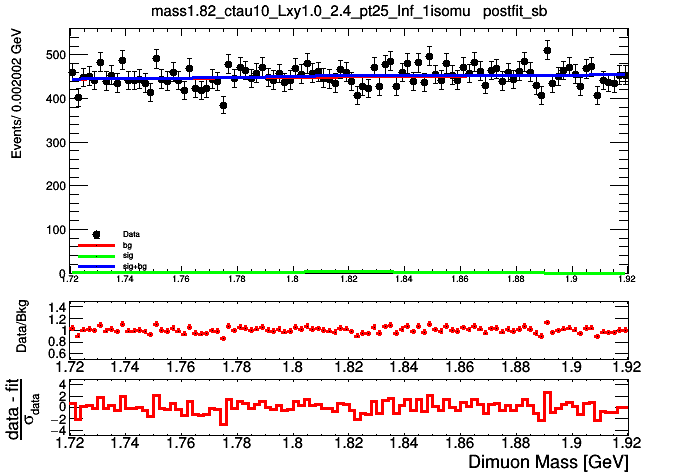 mass1.82_ctau10_Lxy1.0_2.4_pt25_Inf_1isomu postfit_sb
Events/ 0.002002 GeV
500
400
300
200
100
0
Data
bg
sig
sig+bg
1.72 1.74 1.76 1.78 1.8 1.82 1.84 1.86 1.88 1.9 1.92
Data/Bkg
1.4
1.2
1
0.8
0.6
1.72 1.74 1.76 1.78 1.8 1.82 1.84 1.86 1.88 1.9 1.92
data - fit
σdata
4
2
0
−2
−4
1.72 1.74 1.76 1.78 1.8 1.82 1.84 1.86 1.88 1.9 1.92
Dimuon Mass [GeV]